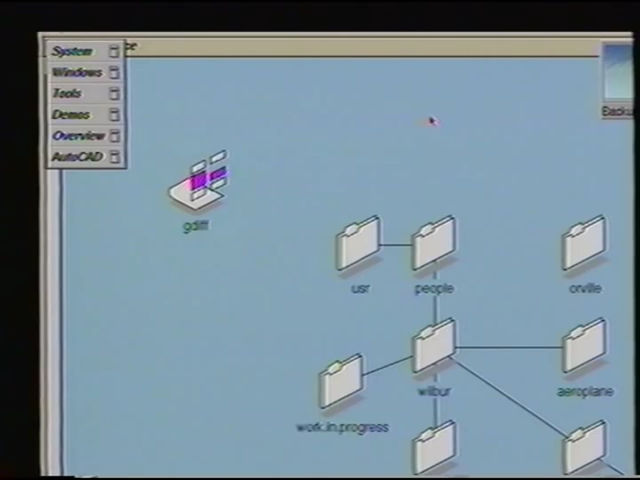 System
Windows
Tools
Demos
Overview
AutoCAD
gdiff
usr
people
orville
wilbur
aeroplane
work.in.progress